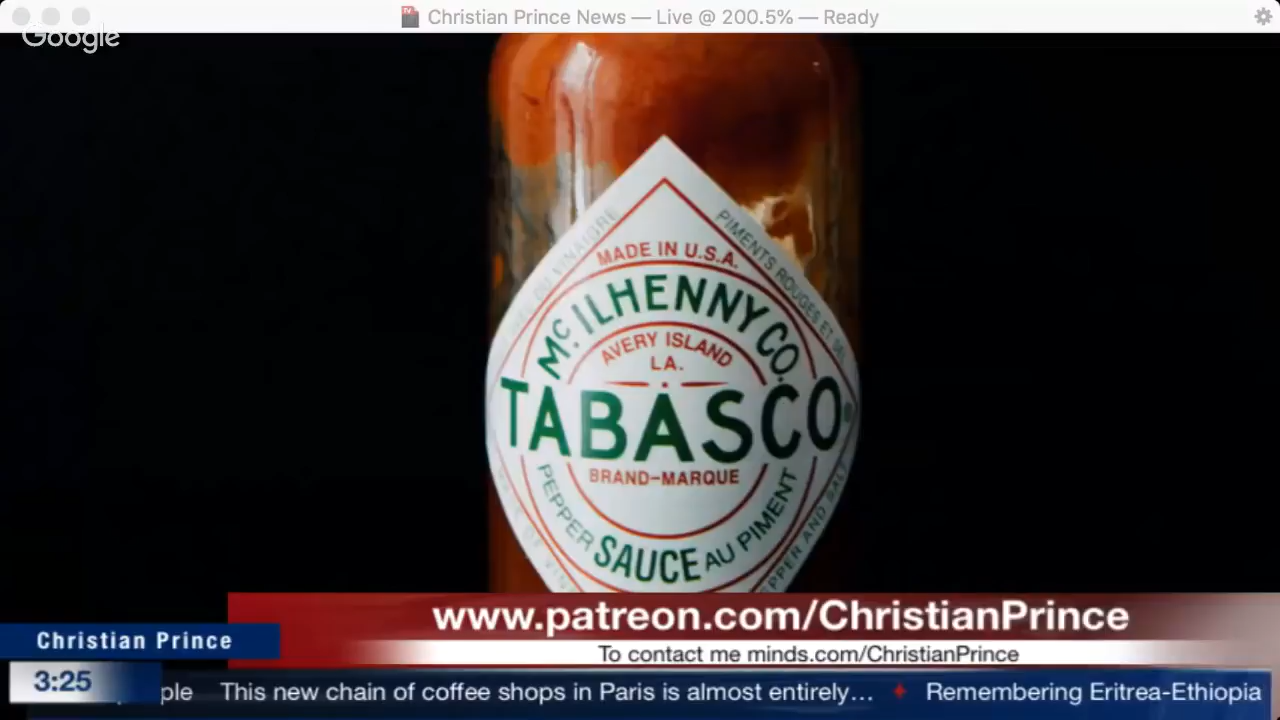 Christian Prince News — Live @ 200.5% — Ready
Google
PIMENTS ROUGES ET SEL
MADE IN U.S.A.
McILHENNY CO.
AVERY ISLAND
LA.
TABASCO®
BRAND-MARQUE
PEPPER SAUCE AU PIMENT
PEPPER AND SALT
www.patreon.com/ChristianPrince
Christian Prince
To contact me minds.com/ChristianPrince
3:25
ple This new chain of coffee shops in Paris is almost entirely… Remembering Eritrea-Ethiopia